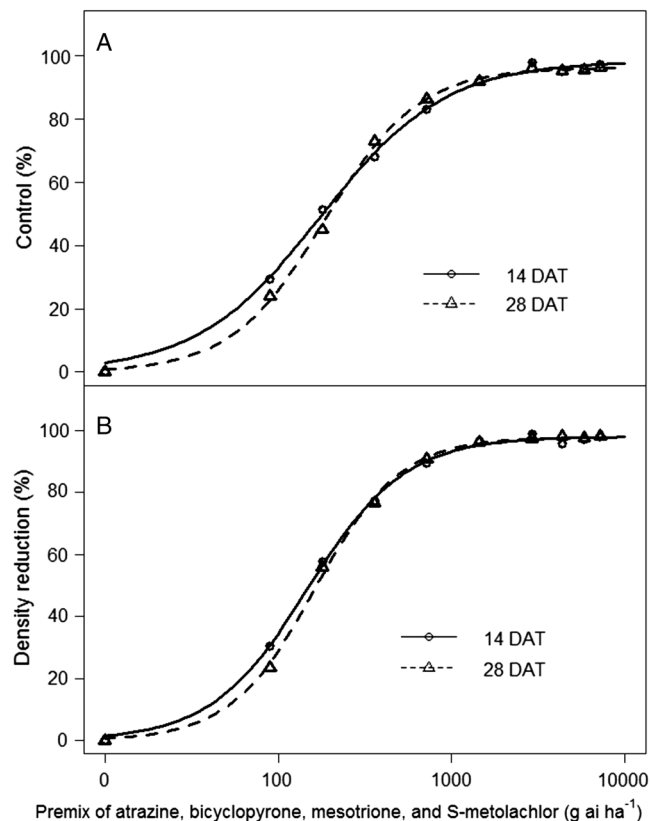 A
100
80
60
40
20
0
Control (%)
14 DAT
28 DAT
B
100
80
60
40
20
0
Density reduction (%)
14 DAT
28 DAT
0 100 1000 10000
Premix of atrazine, bicyclopyrone, mesotrione, and S-metolachlor (g ai ha⁻¹)